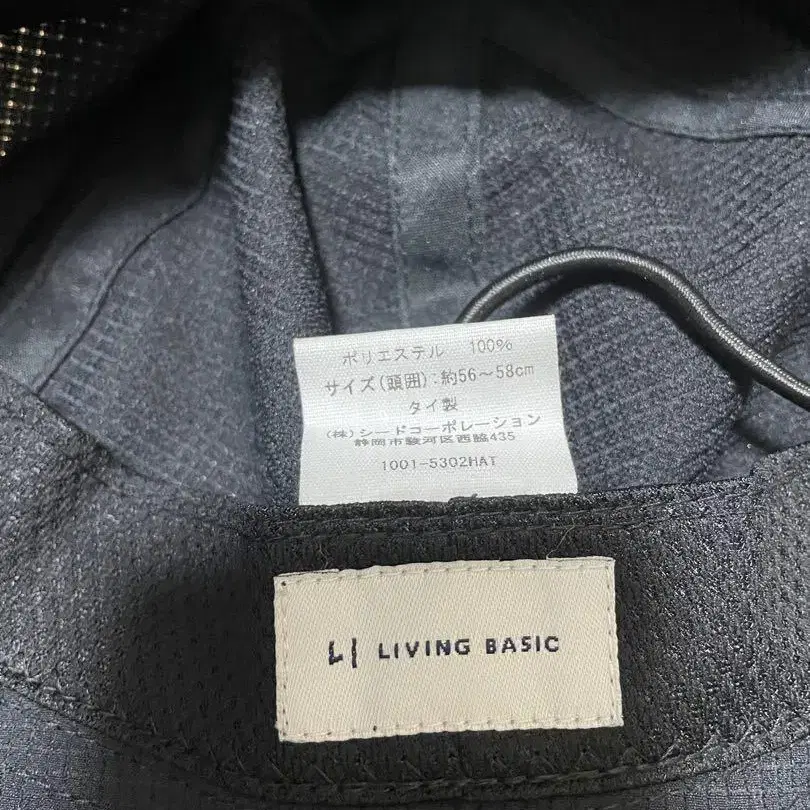 ポリエステル 100%
サイズ(頭囲):約56~58cm
タイ製
(株)シードコーポレーション
静岡市駿河区西脇435
1001-5302HAT
LI LIVING BASIC